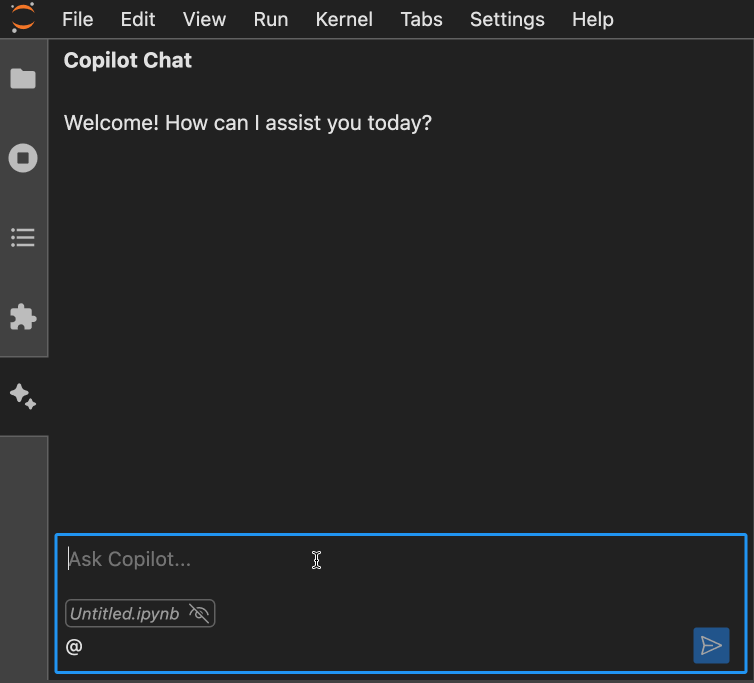 File Edit View Run Kernel Tabs Settings Help
Copilot Chat
Welcome! How can I assist you today?
Ask Copilot...
Untitled.ipynb
@